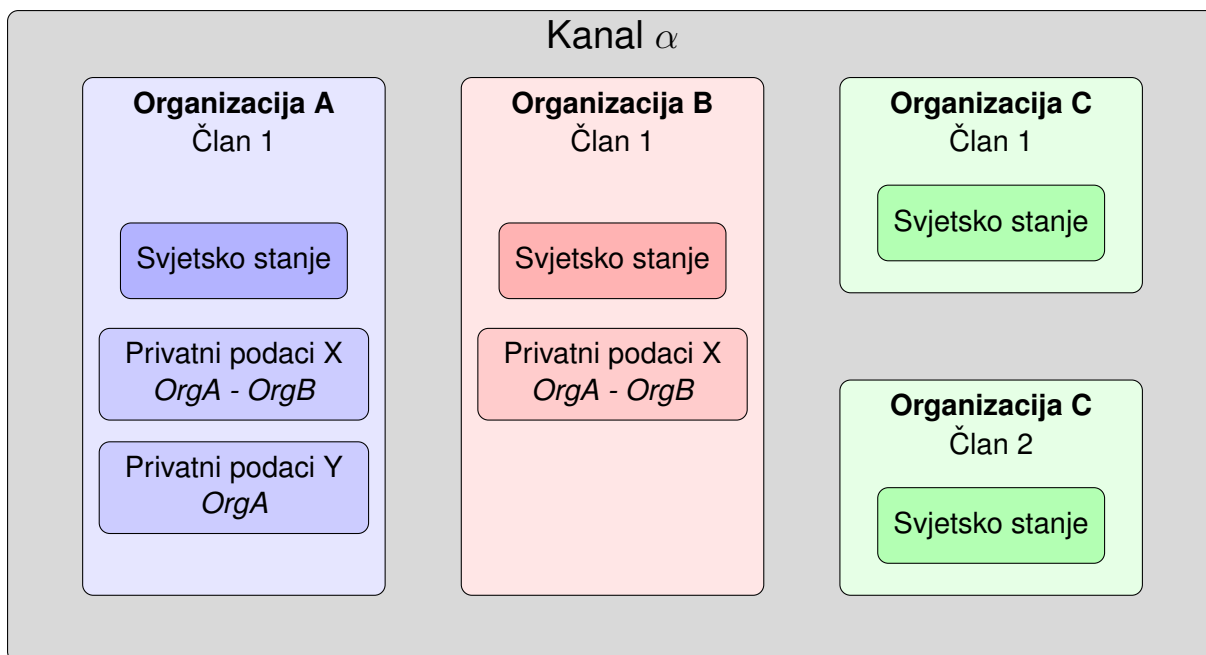 Kanal α
Organizacija A
Član 1
Svjetsko stanje
Privatni podaci X
OrgA - OrgB
Privatni podaci Y
OrgA
Organizacija B
Član 1
Svjetsko stanje
Privatni podaci X
OrgA - OrgB
Organizacija C
Član 1
Svjetsko stanje
Organizacija C
Član 2
Svjetsko stanje